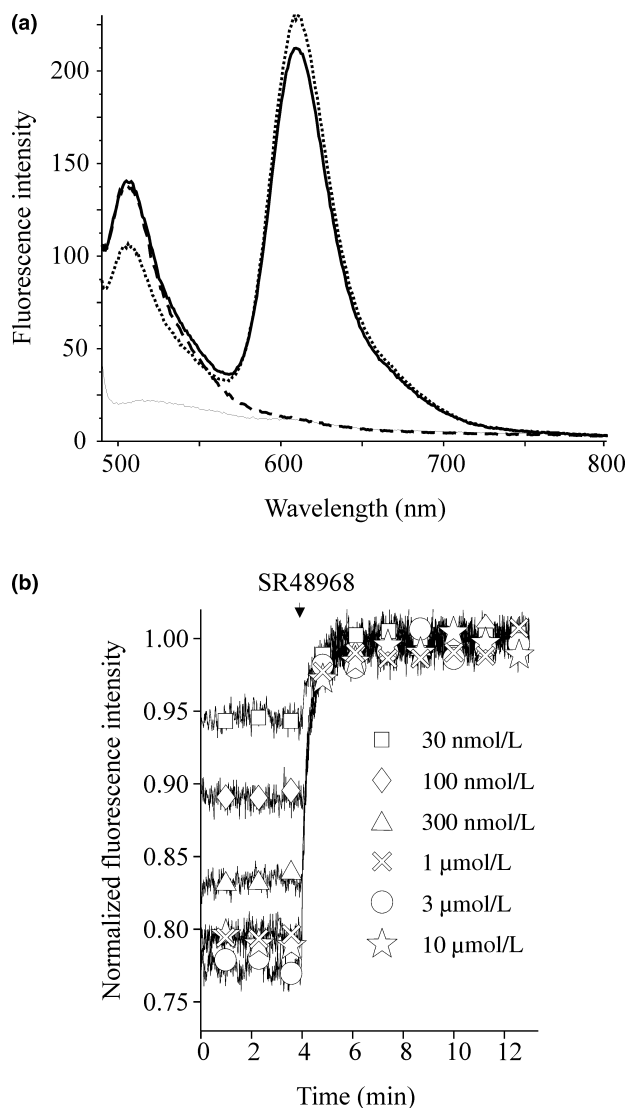 (a)
200
150
100
50
0
Fluorescence intensity
500
600
700
800
Wavelength (nm)
(b)
SR48968
1.00
0.95
0.90
0.85
0.80
0.75
Normalized fluorescence intensity
30 nmol/L
100 nmol/L
300 nmol/L
1 µmol/L
3 µmol/L
10 µmol/L
0
2
4
6
8
10
12
Time (min)